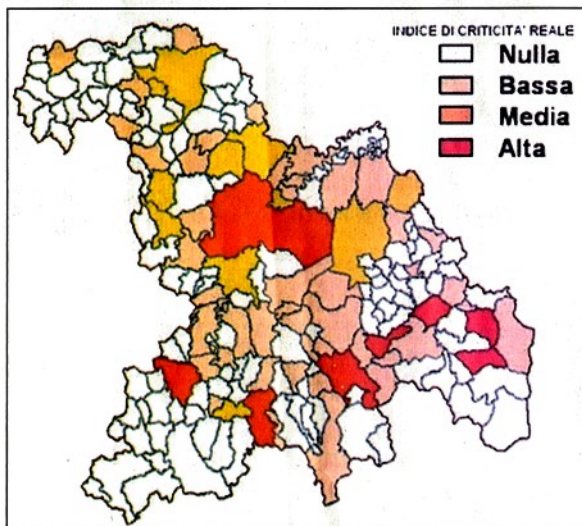 INDICE DI CRITICITA' REALE
Nulla
Bassa
Media
Alta